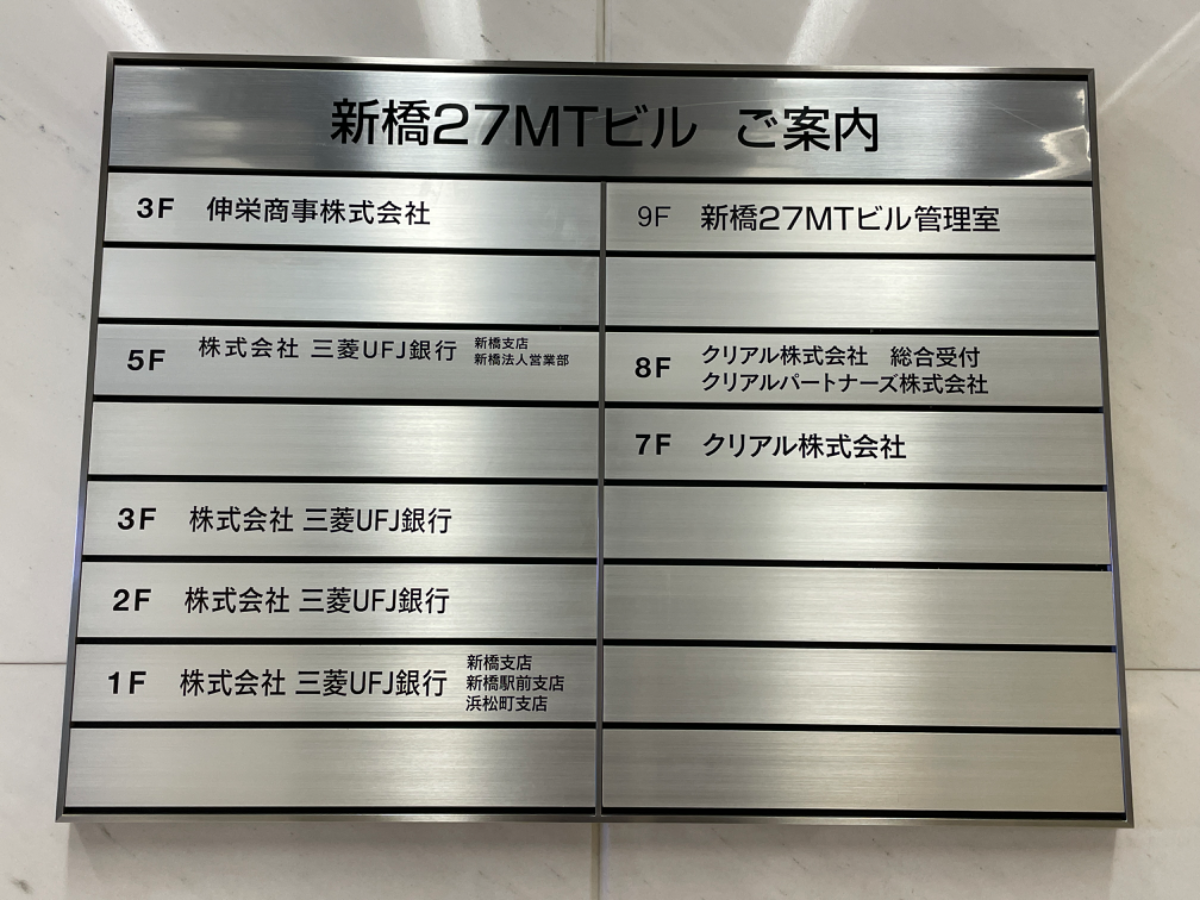 新橋27MTビル ご案内
3F 伸栄商事株式会社
5F 株式会社 三菱UFJ銀行 新橋支店
新橋法人営業部
3F 株式会社 三菱UFJ銀行
2F 株式会社 三菱UFJ銀行
1F 株式会社 三菱UFJ銀行 新橋支店
新橋駅前支店
浜松町支店
9F 新橋27MTビル管理室
8F クリアル株式会社 総合受付
クリアルパートナーズ株式会社
7F クリアル株式会社